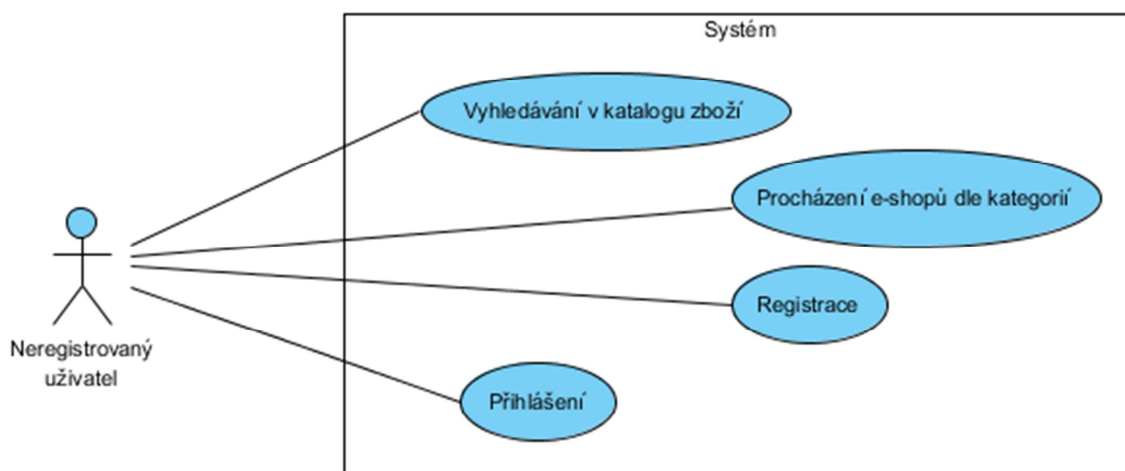 Systém
Vyhledávání v katalogu zboží
Procházení e-shopů dle kategorií
Registrace
Neregistrovaný
uživatel
Přihlášení